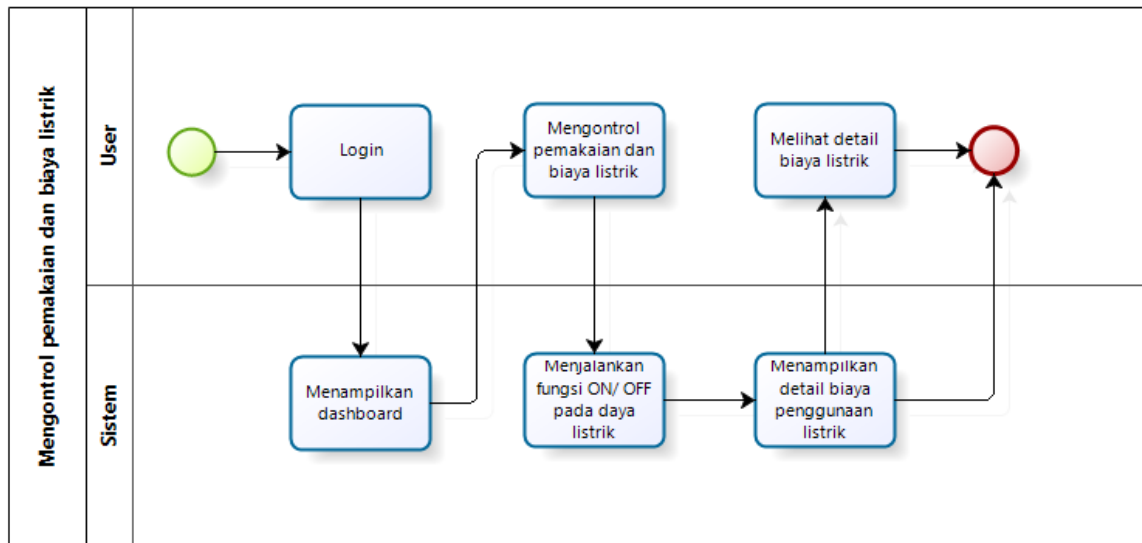 Mengontrol pemakaian dan biaya listrik
User
Login
Mengontrol
pemakaian dan
biaya listrik
Melihat detail
biaya listrik
Sistem
Menampilkan
dashboard
Menjalankan
fungsi ON/ OFF
pada daya
listrik
Menampilkan
detail biaya
penggunaan
listrik